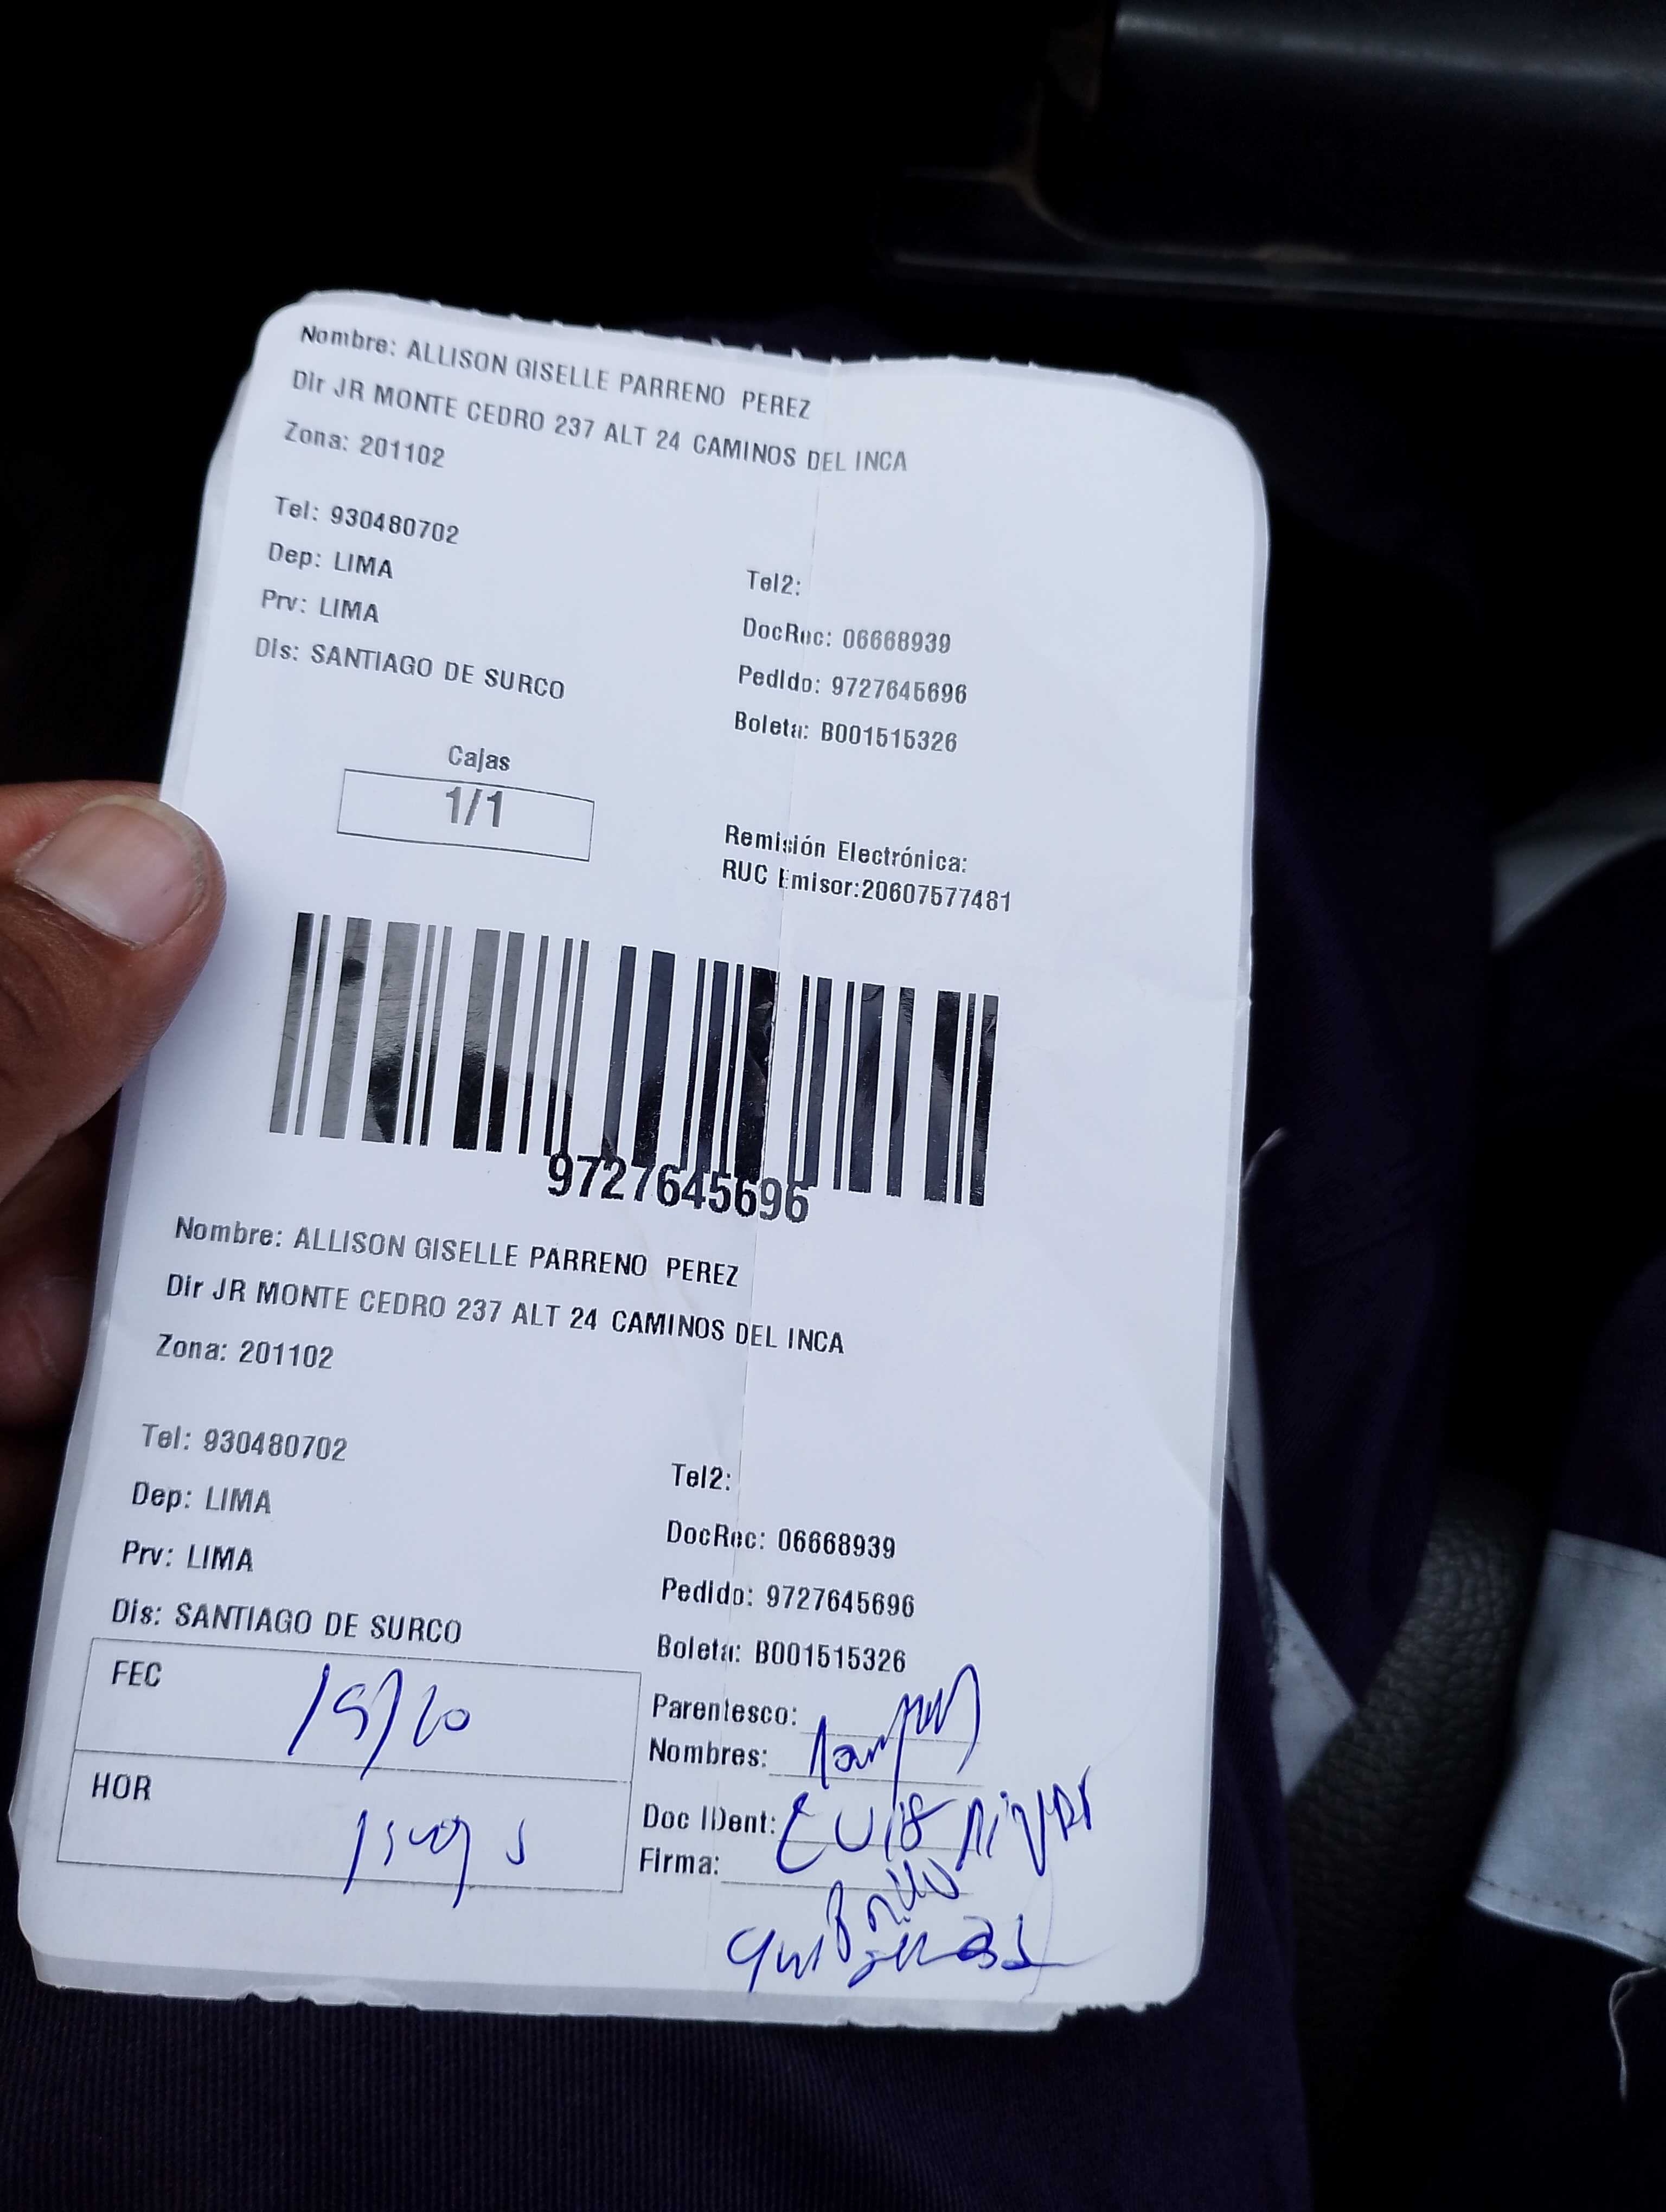 Nombre: ALLISON GISELLE PARRENO PEREZ
Dir JR MONTE CEDRO 237 ALT 24 CAMINOS DEL INCA
Zona: 201102
Tel: 930480702
Dep: LIMA
Prv: LIMA
Dis: SANTIAGO DE SURCO
Tel2:
DocRec: 06668939
Pedido: 9727645696
Boleta: B001515326
Cajas
1/1
Remisión Electrónica:
RUC Emisor:20607577481
9727645696
Nombre: ALLISON GISELLE PARRENO PEREZ
Dir JR MONTE CEDRO 237 ALT 24 CAMINOS DEL INCA
Zona: 201102
Tel: 930480702
Dep: LIMA
Prv: LIMA
Dis: SANTIAGO DE SURCO
Tel2:
DocRec: 06668939
Pedido: 9727645696
Boleta: B001515326
FEC
HOR
Parentesco:
Nombres:
Doc IDent:
Firma: